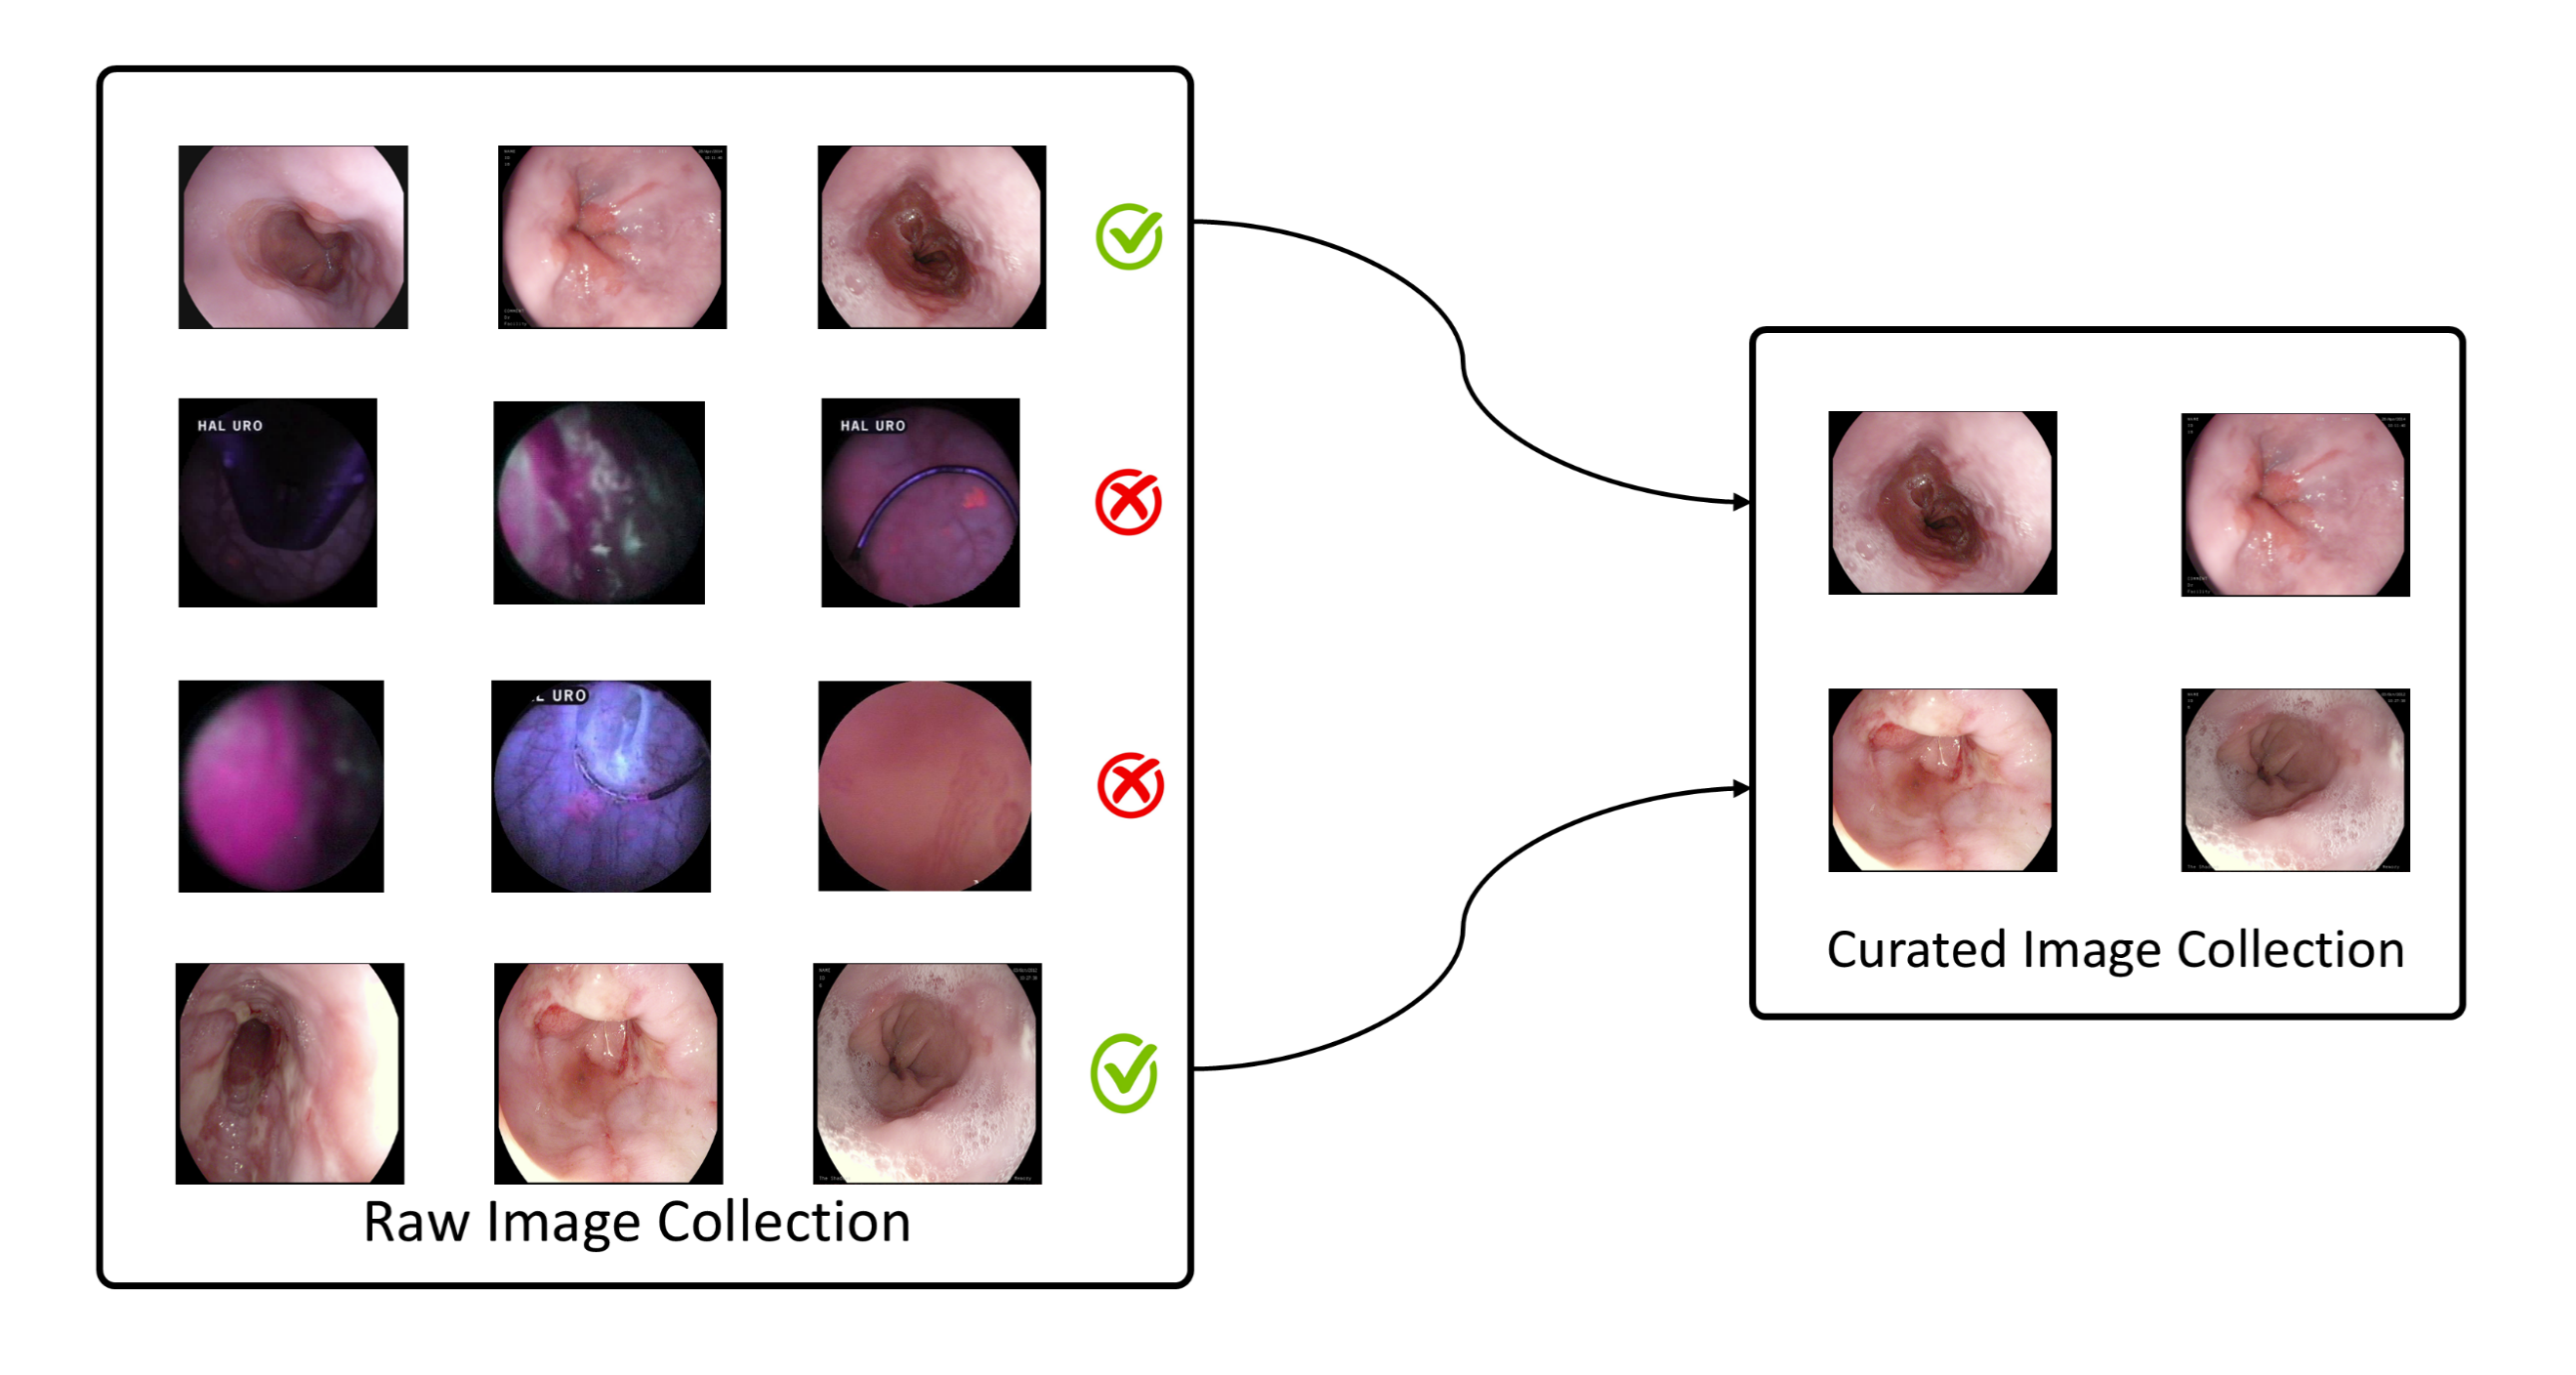 HAL URO
HAL URO
L URO
Raw Image Collection
Curated Image Collection